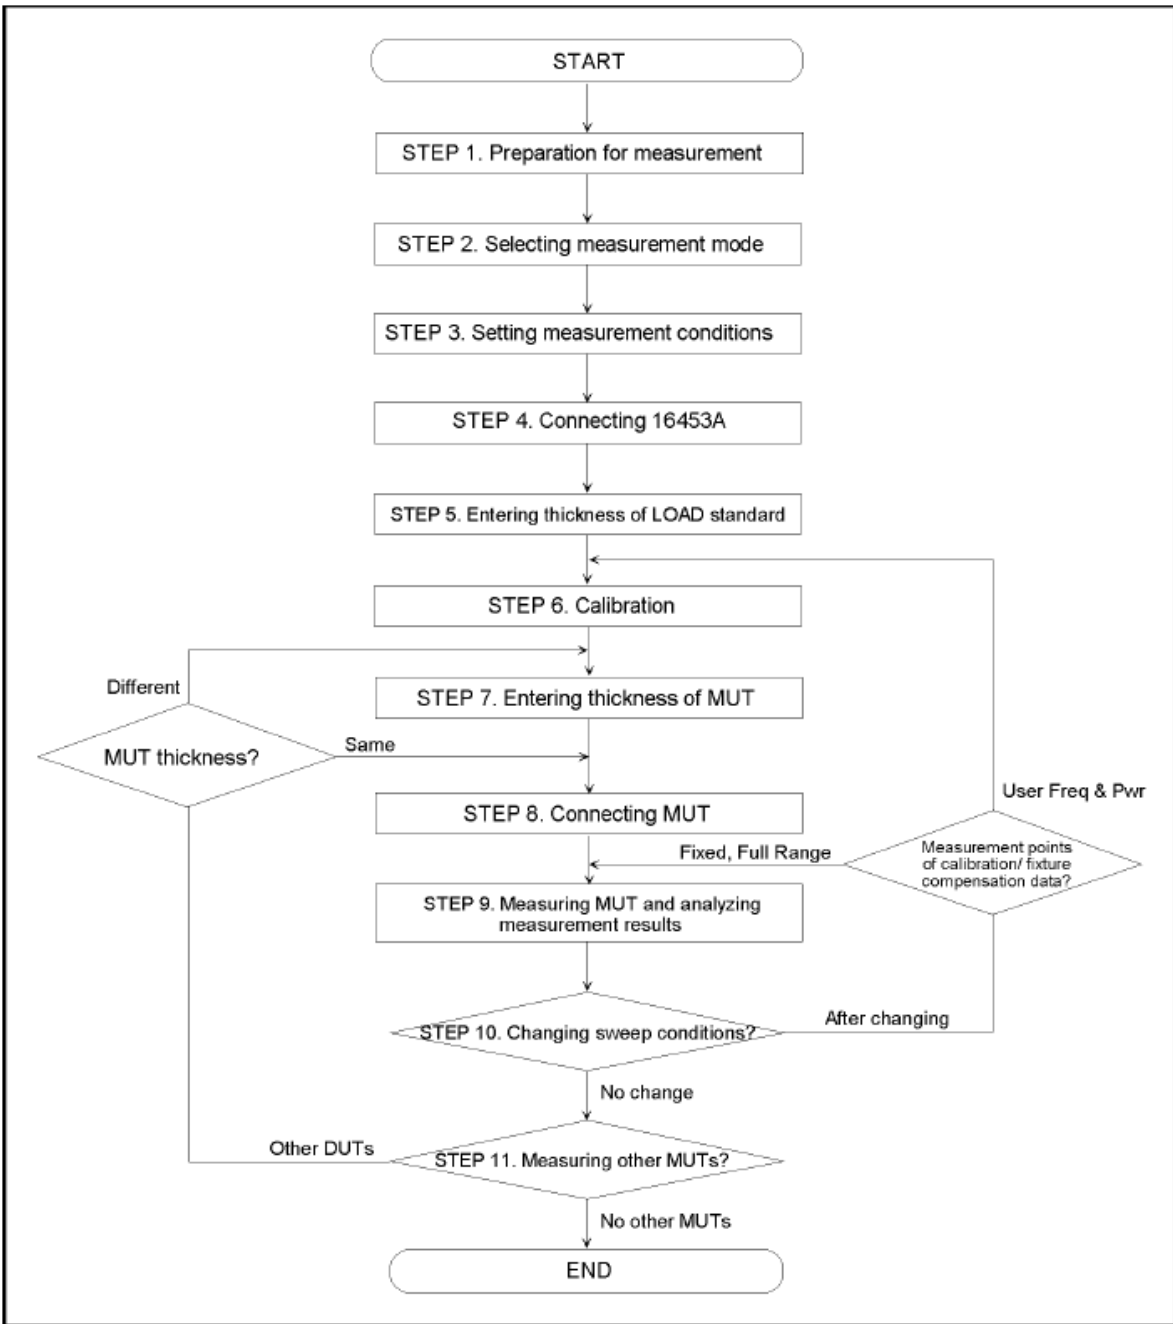 START
STEP 1. Preparation for measurement
STEP 2. Selecting measurement mode
STEP 3. Setting measurement conditions
STEP 4. Connecting 16453A
STEP 5. Entering thickness of LOAD standard
STEP 6. Calibration
Different
STEP 7. Entering thickness of MUT
MUT thickness?
Same
User Freq & Pwr
STEP 8. Connecting MUT
Fixed, Full Range
Measurement points
of calibration/ fixture
compensation data?
STEP 9. Measuring MUT and analyzing
measurement results
STEP 10. Changing sweep conditions?
After changing
No change
Other DUTs
STEP 11. Measuring other MUTs?
No other MUTs
END